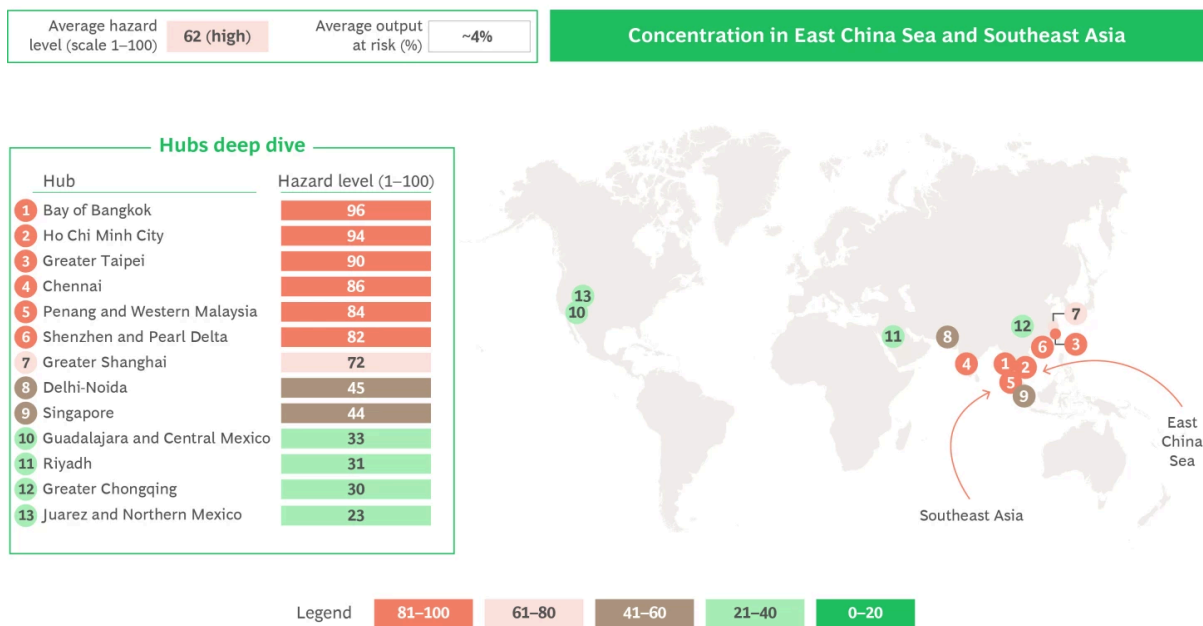 Average hazard
level (scale 1–100)
62 (high)
Average output
at risk (%)
~4%
Concentration in East China Sea and Southeast Asia
Hubs deep dive
Hub Hazard level (1–100)
1 Bay of Bangkok 96
2 Ho Chi Minh City 94
3 Greater Taipei 90
4 Chennai 86
5 Penang and Western Malaysia 84
6 Shenzhen and Pearl Delta 82
7 Greater Shanghai 72
8 Delhi-Noida 45
9 Singapore 44
10 Guadalajara and Central Mexico 33
11 Riyadh 31
12 Greater Chongqing 30
13 Juarez and Northern Mexico 23
13
10
11
8
4
12
7
6
3
1
2
5
9
East
China
Sea
Southeast Asia
Legend 81–100 61–80 41–60 21–40 0–20